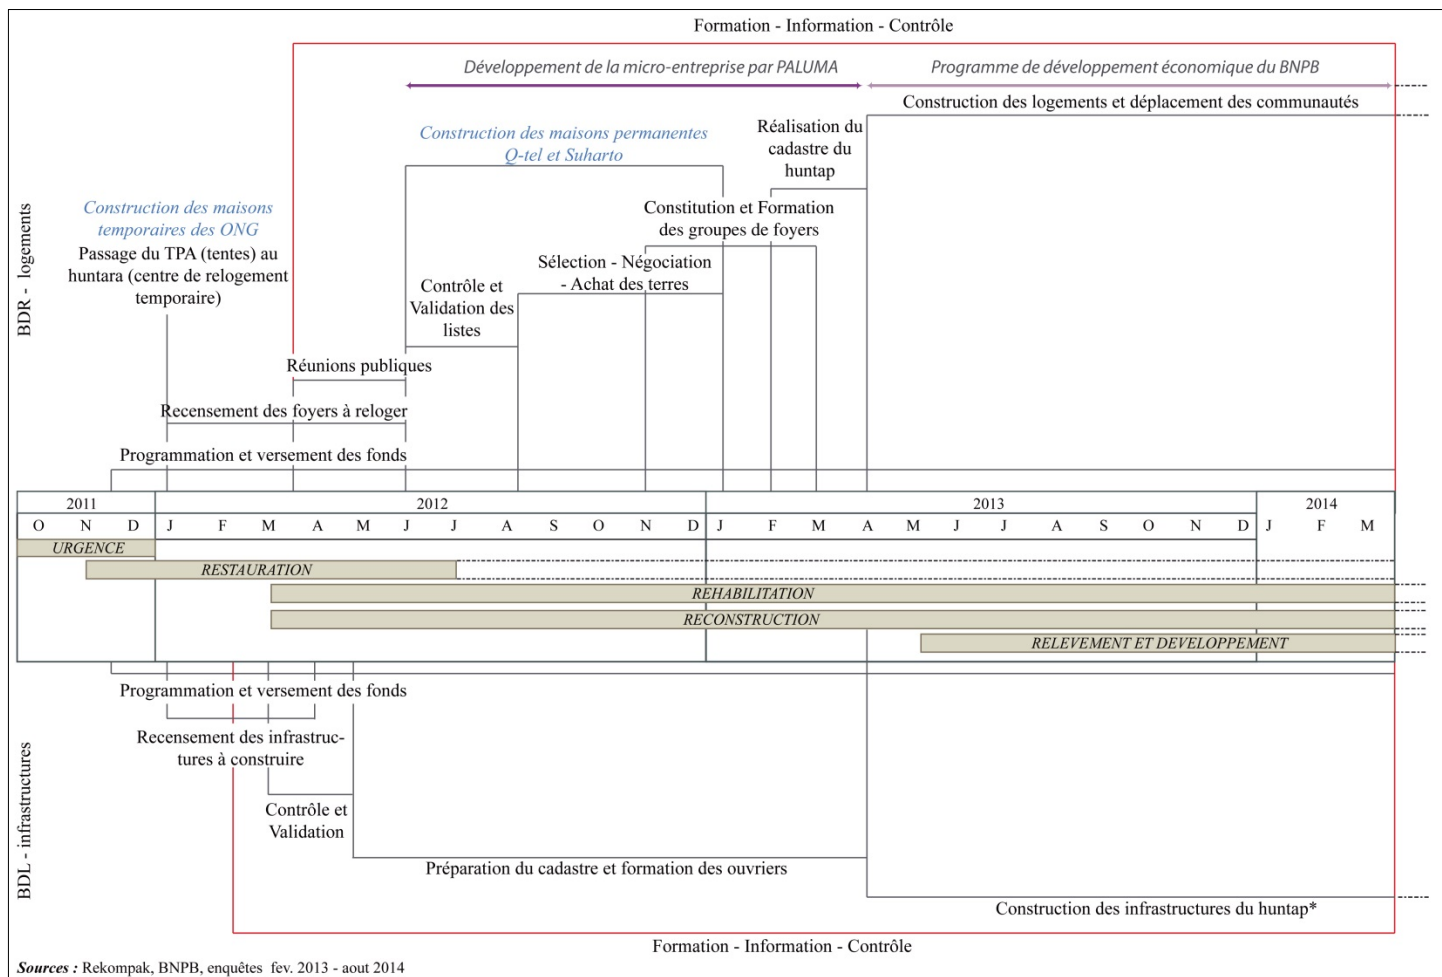 Formation - Information - Contrôle
Développement de la micro-entreprise par PALUMA
Programme de développement économique du BNPB
Construction des logements et déplacement des communautés
Réalisation du
cadastre du
huntap
Construction des maisons permanentes
Q-tel et Suharto
Construction des maisons
temporaires des ONG
Passage du TPA (tentes) au
huntara (centre de relogement
temporaire)
Constitution et Formation
des groupes de foyers
Sélection - Négociation
- Achat des terres
Contrôle et
Validation des
listes
Réunions publiques
Recensement des foyers à reloger
Programmation et versement des fonds
BDR - logements
2011 2012 2013 2014
O N D J F M A M J J A S O N D J F M A M J J A S O N D J F M
URGENCE
RESTAURATION
REHABILITATION
RECONSTRUCTION
RELEVEMENT ET DEVELOPPEMENT
BDL - infrastructures
Programmation et versement des fonds
Recensement des infrastruc-
tures à construire
Contrôle et
Validation
Préparation du cadastre et formation des ouvriers
Construction des infrastructures du huntap*
Formation - Information - Contrôle
Sources : Rekompak, BNPB, enquêtes fev. 2013 - aout 2014